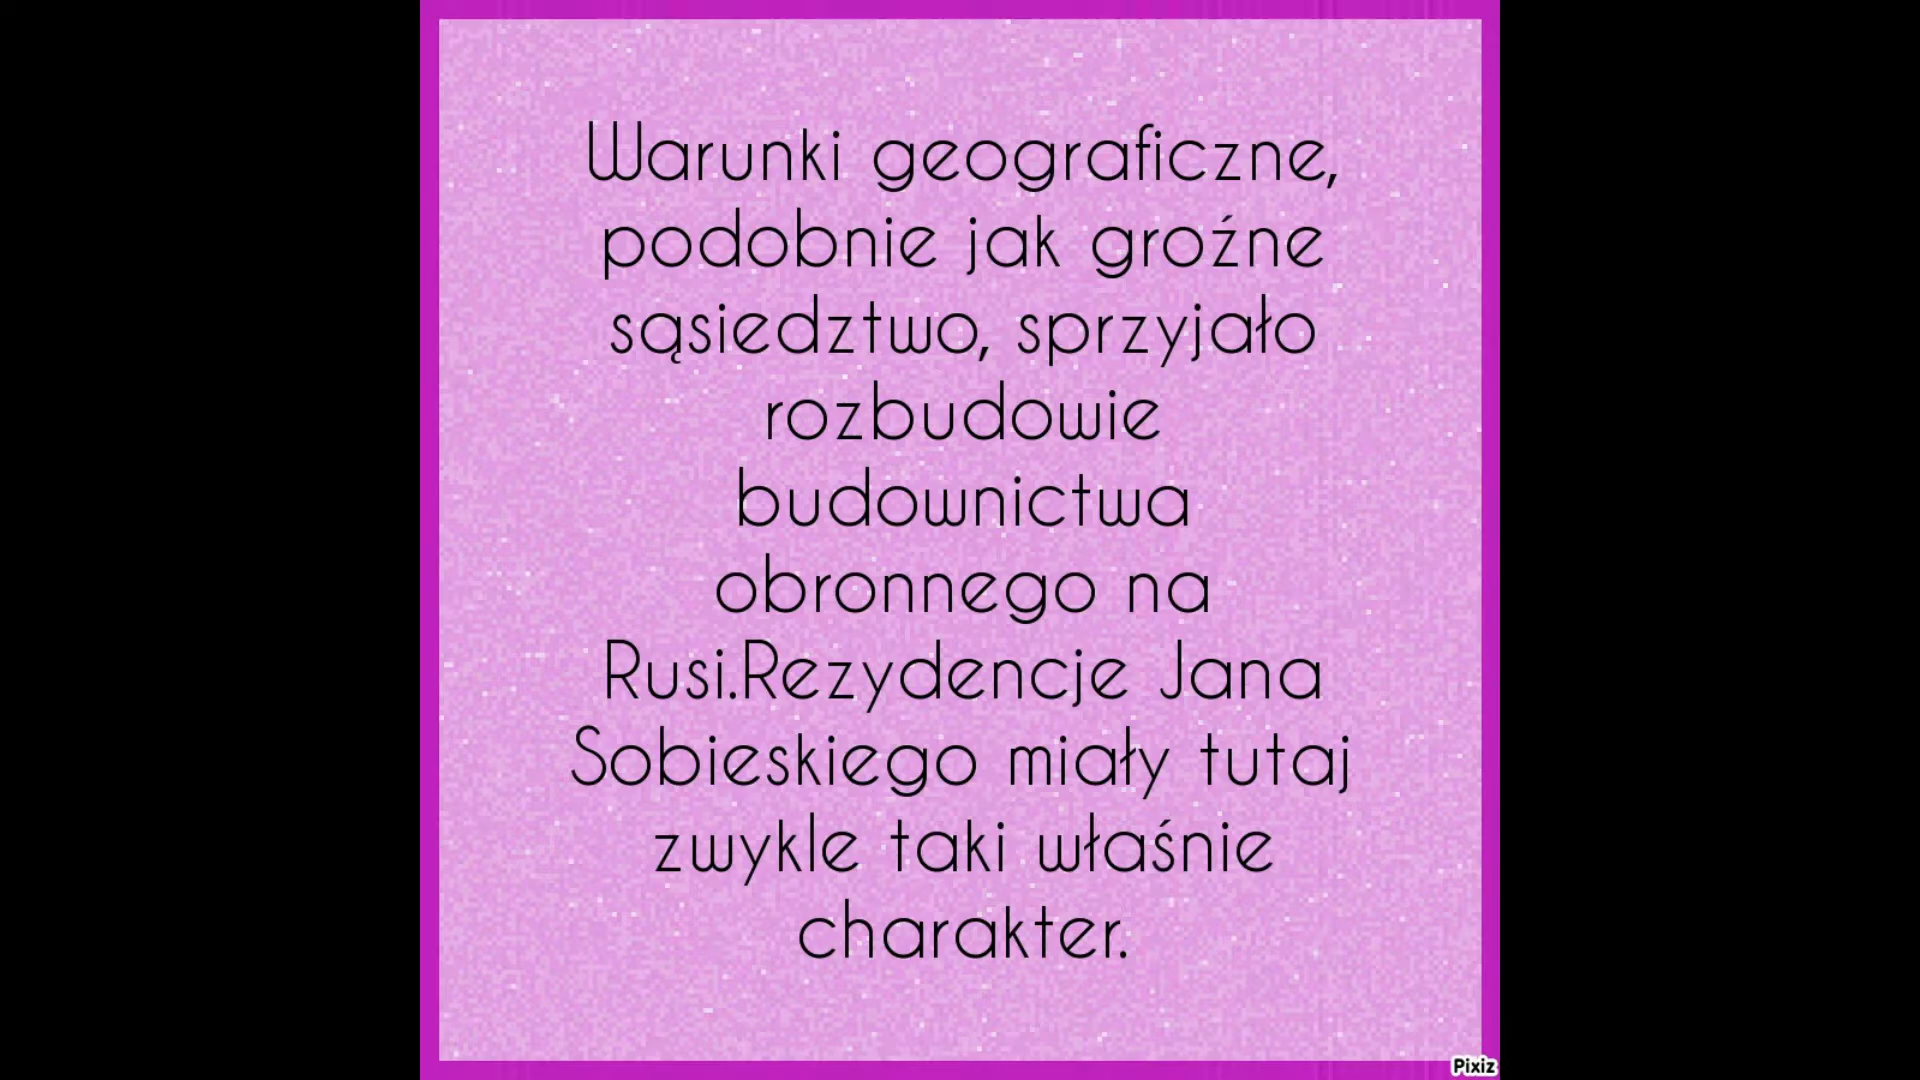 Warunki geograficzne,
podobnie jak groźne
sąsiedztwo, sprzyjało
rozbudowie
budownictwa
obronnego na
Rusi.Rezydencje Jana
Sobieskiego miały tutaj
zwykle taki właśnie
charakter.
Pixiz